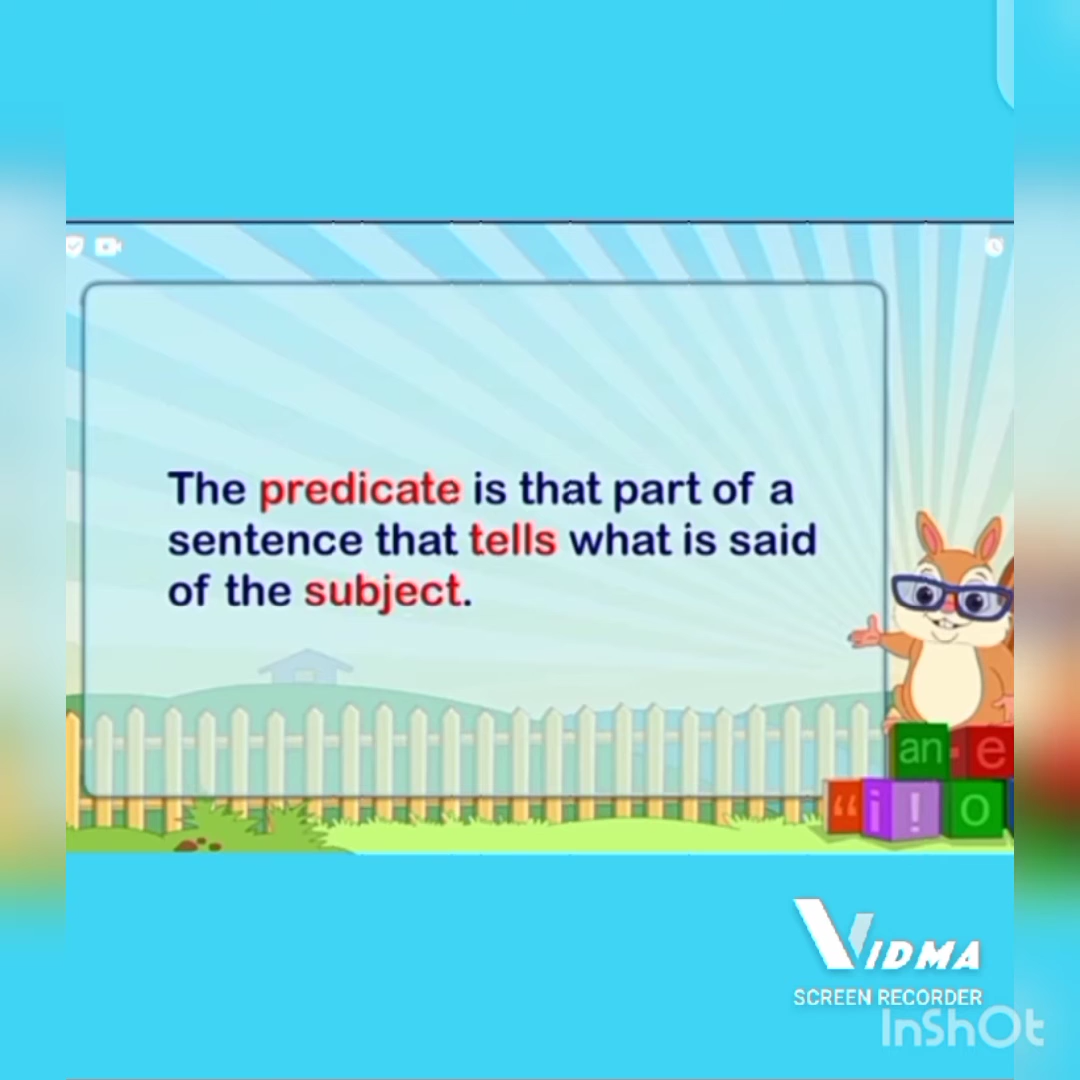 The predicate is that part of a
sentence that tells what is said
of the subject.
an - e
“ i ! o
VIDMA
SCREEN RECORDER
InShOt